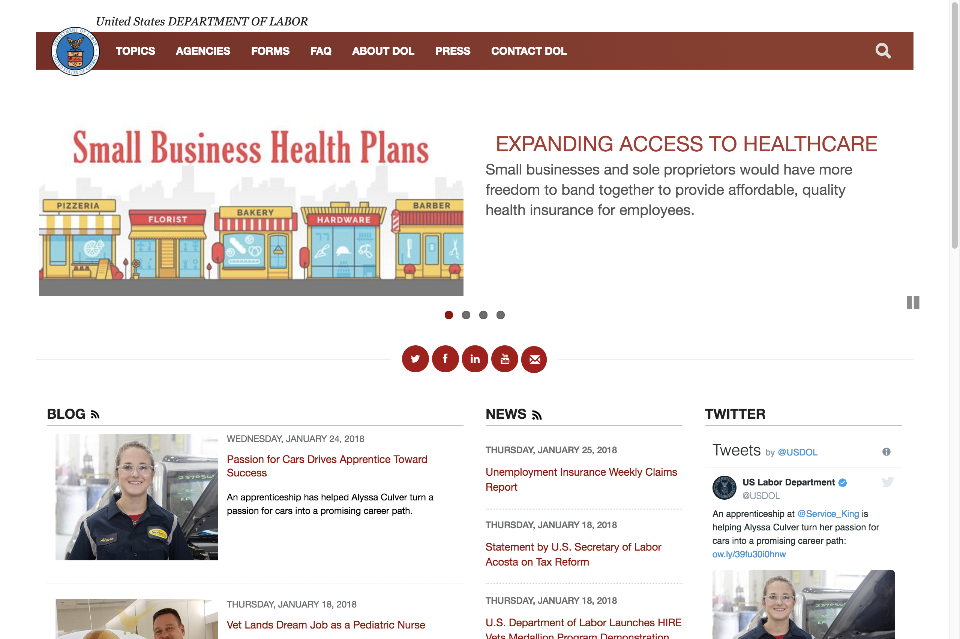 United States DEPARTMENT OF LABOR
TOPICS AGENCIES FORMS FAQ ABOUT DOL PRESS CONTACT DOL
Small Business Health Plans
PIZZERIA
FLORIST
BAKERY
HARDWARE
BARBER
EXPANDING ACCESS TO HEALTHCARE
Small businesses and sole proprietors would have more
freedom to band together to provide affordable, quality
health insurance for employees.
BLOG
WEDNESDAY, JANUARY 24, 2018
Passion for Cars Drives Apprentice Toward
Success
An apprenticeship has helped Alyssa Culver turn a
passion for cars into a promising career path.
THURSDAY, JANUARY 18, 2018
Vet Lands Dream Job as a Pediatric Nurse
NEWS
THURSDAY, JANUARY 25, 2018
Unemployment Insurance Weekly Claims
Report
THURSDAY, JANUARY 18, 2018
Statement by U.S. Secretary of Labor
Acosta on Tax Reform
THURSDAY, JANUARY 18, 2018
U.S. Department of Labor Launches HIRE
Vets Medallion Program Demonstration
TWITTER
Tweets by @USDOL
US Labor Department
@USDOL
An apprenticeship at @Service_King is
helping Alyssa Culver turn her passion for
cars into a promising career path:
ow.ly/39fu30i0hnw